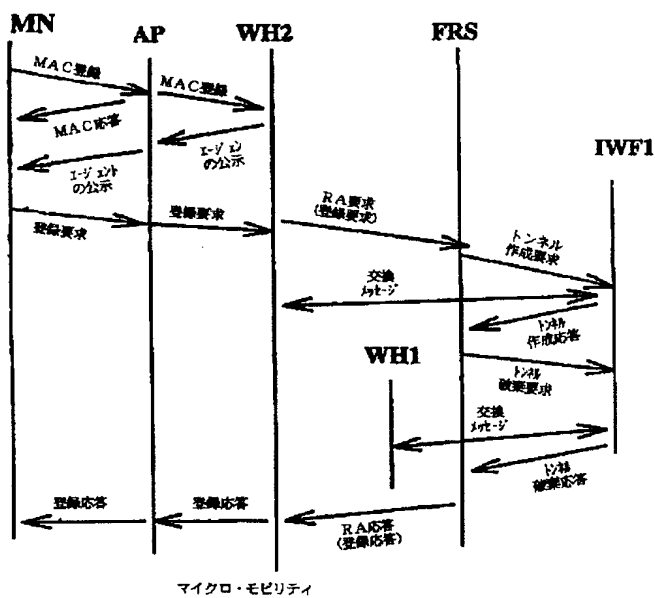 MN
AP
WH2
FRS
IWF1
MAC登録
MAC登録
MAC応答
エージェン
の公示
エージェント
の公示
登録要求
登録要求
RA要求
(登録要求)
トンネル
作成要求
交換
メッセージ
トンネル
作成応答
WH1
トンネル
破棄要求
交換
メッセージ
トンネル
破棄応答
登録応答
登録応答
RA応答
(登録応答)
マイクロ・モビリティ